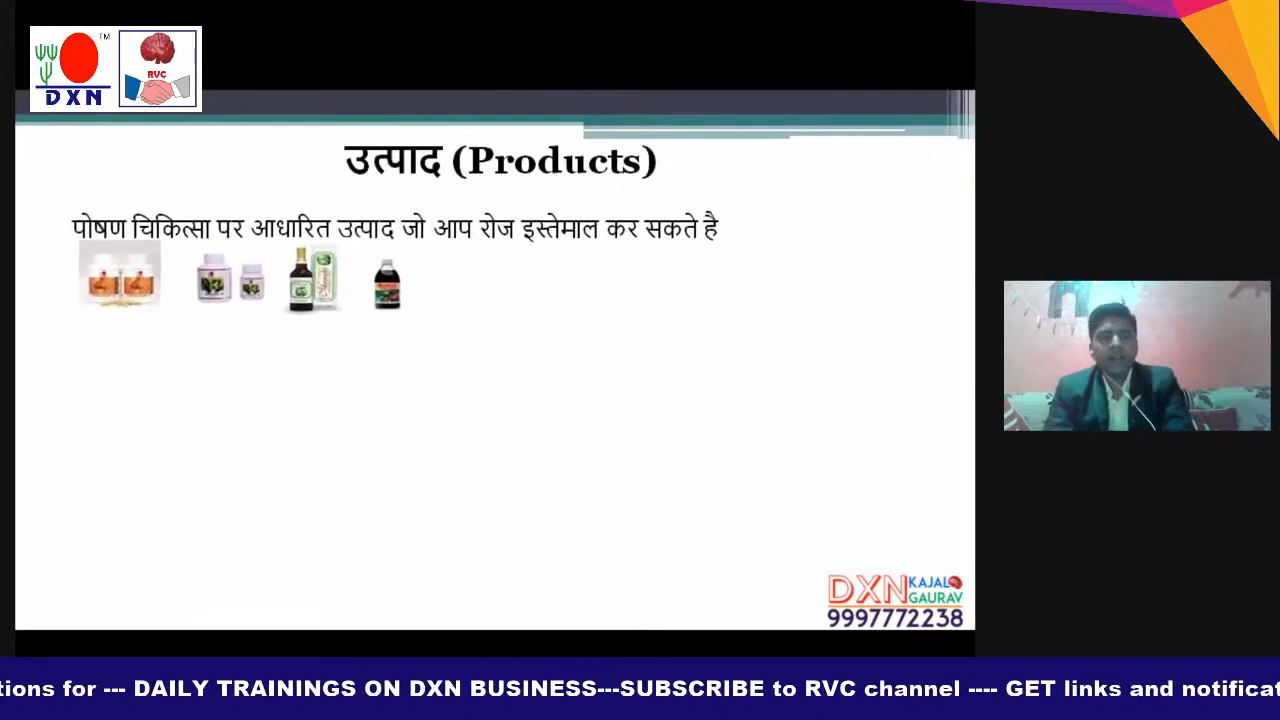 TM
DXN
RVC
उत्पाद (Products)
पोषण चिकित्सा पर आधारित उत्पाद जो आप रोज इस्तेमाल कर सकते है
DXN KAJAL
GAURAV
9997772238
tions for --- DAILY TRAININGS ON DXN BUSINESS---SUBSCRIBE to RVC channel ---- GET links and notificat